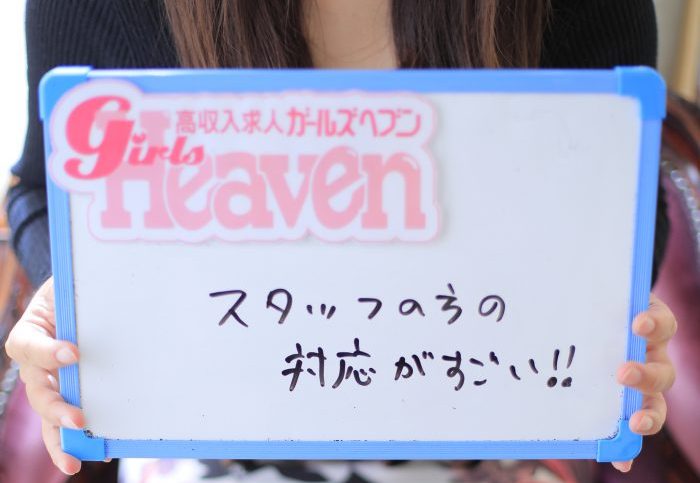 高収入求人 ガールズヘブン
Girls
Heaven
スタッフの方の
対応がすごい!!